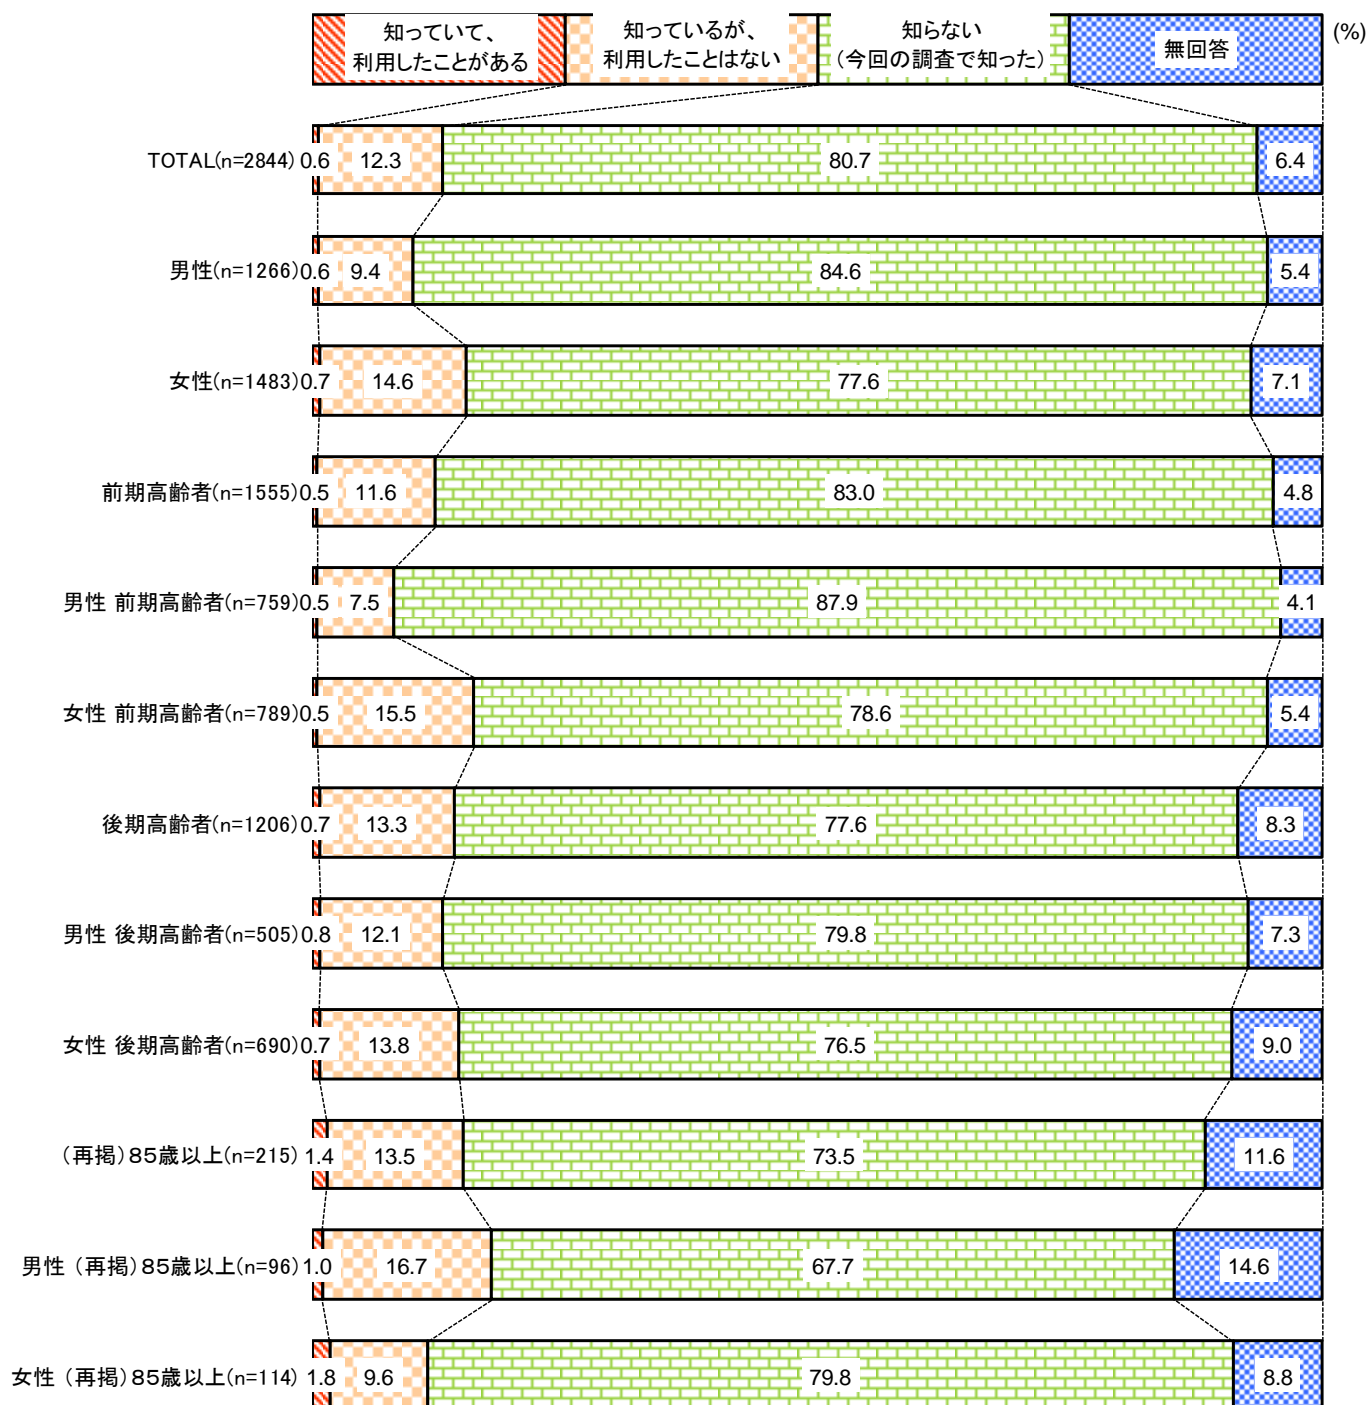 知っていて、
利用したことがある
知っているが、
利用したことはない
知らない
(今回の調査で知った)
無回答
(%)
TOTAL(n=2844) 0.6 12.3 80.7 6.4
男性(n=1266) 0.6 9.4 84.6 5.4
女性(n=1483) 0.7 14.6 77.6 7.1
前期高齢者(n=1555) 0.5 11.6 83.0 4.8
男性 前期高齢者(n=759) 0.5 7.5 87.9 4.1
女性 前期高齢者(n=789) 0.5 15.5 78.6 5.4
後期高齢者(n=1206) 0.7 13.3 77.6 8.3
男性 後期高齢者(n=505) 0.8 12.1 79.8 7.3
女性 後期高齢者(n=690) 0.7 13.8 76.5 9.0
(再掲)85歳以上(n=215) 1.4 13.5 73.5 11.6
男性 (再掲)85歳以上(n=96) 1.0 16.7 67.7 14.6
女性 (再掲)85歳以上(n=114) 1.8 9.6 79.8 8.8